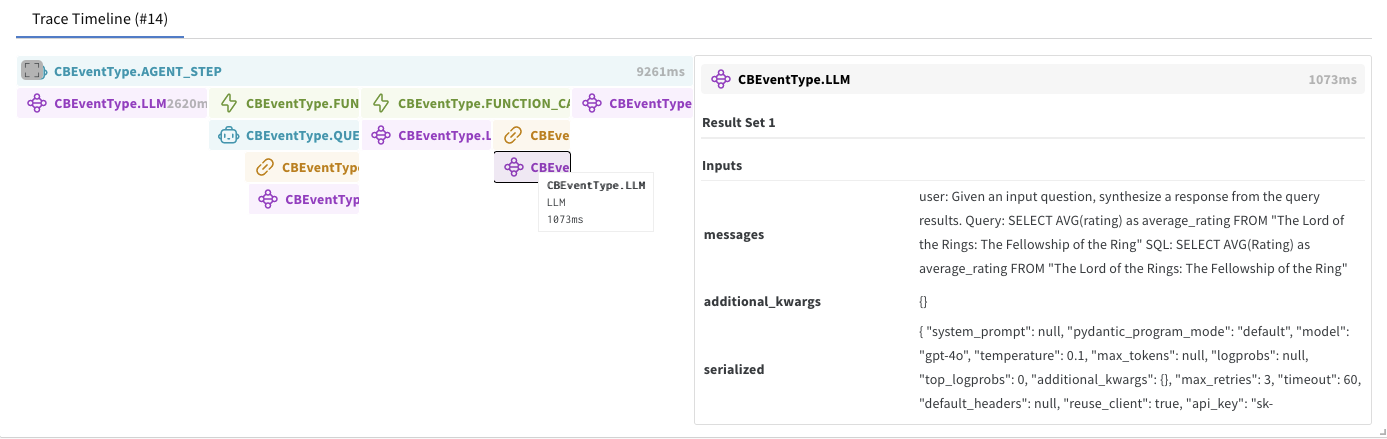 Trace Timeline (#14)
CBEventType.AGENT_STEP 9261ms
CBEventType.LLM 2620m
CBEventType.FUN
CBEventType.FUNCTION_CA
CBEventType
CBEventType.QUE
CBEventType.L
CBEve
CBEventType
CBEve
CBEventTyp
CBEventType.LLM
LLM
1073ms
CBEventType.LLM 1073ms
Result Set 1
Inputs
messages
user: Given an input question, synthesize a response from the query
results. Query: SELECT AVG(rating) as average_rating FROM "The Lord of
the Rings: The Fellowship of the Ring" SQL: SELECT AVG(Rating) as
average_rating FROM "The Lord of the Rings: The Fellowship of the Ring"
additional_kwargs
{}
serialized
{ "system_prompt": null, "pydantic_program_mode": "default", "model":
"gpt-4o", "temperature": 0.1, "max_tokens": null, "logprobs": null,
"top_logprobs": 0, "additional_kwargs": {}, "max_retries": 3, "timeout": 60,
"default_headers": null, "reuse_client": true, "api_key": "sk-